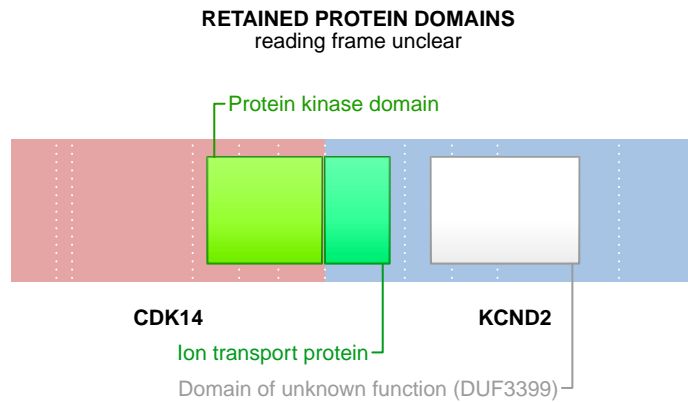 RETAINED PROTEIN DOMAINS
reading frame unclear
Protein kinase domain
CDK14
KCND2
Ion transport protein
Domain of unknown function (DUF3399)